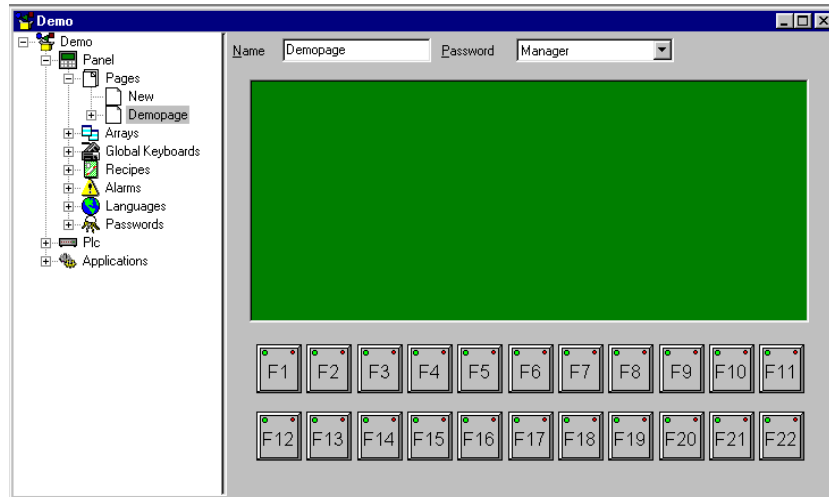 Demo
Demo
Panel
Pages
New
Demopage
Arrays
Global Keyboards
Recipes
Alarms
Languages
Passwords
Plc
Applications
Name Demopage Password Manager
F1 F2 F3 F4 F5 F6 F7 F8 F9 F10 F11
F12 F13 F14 F15 F16 F17 F18 F19 F20 F21 F22